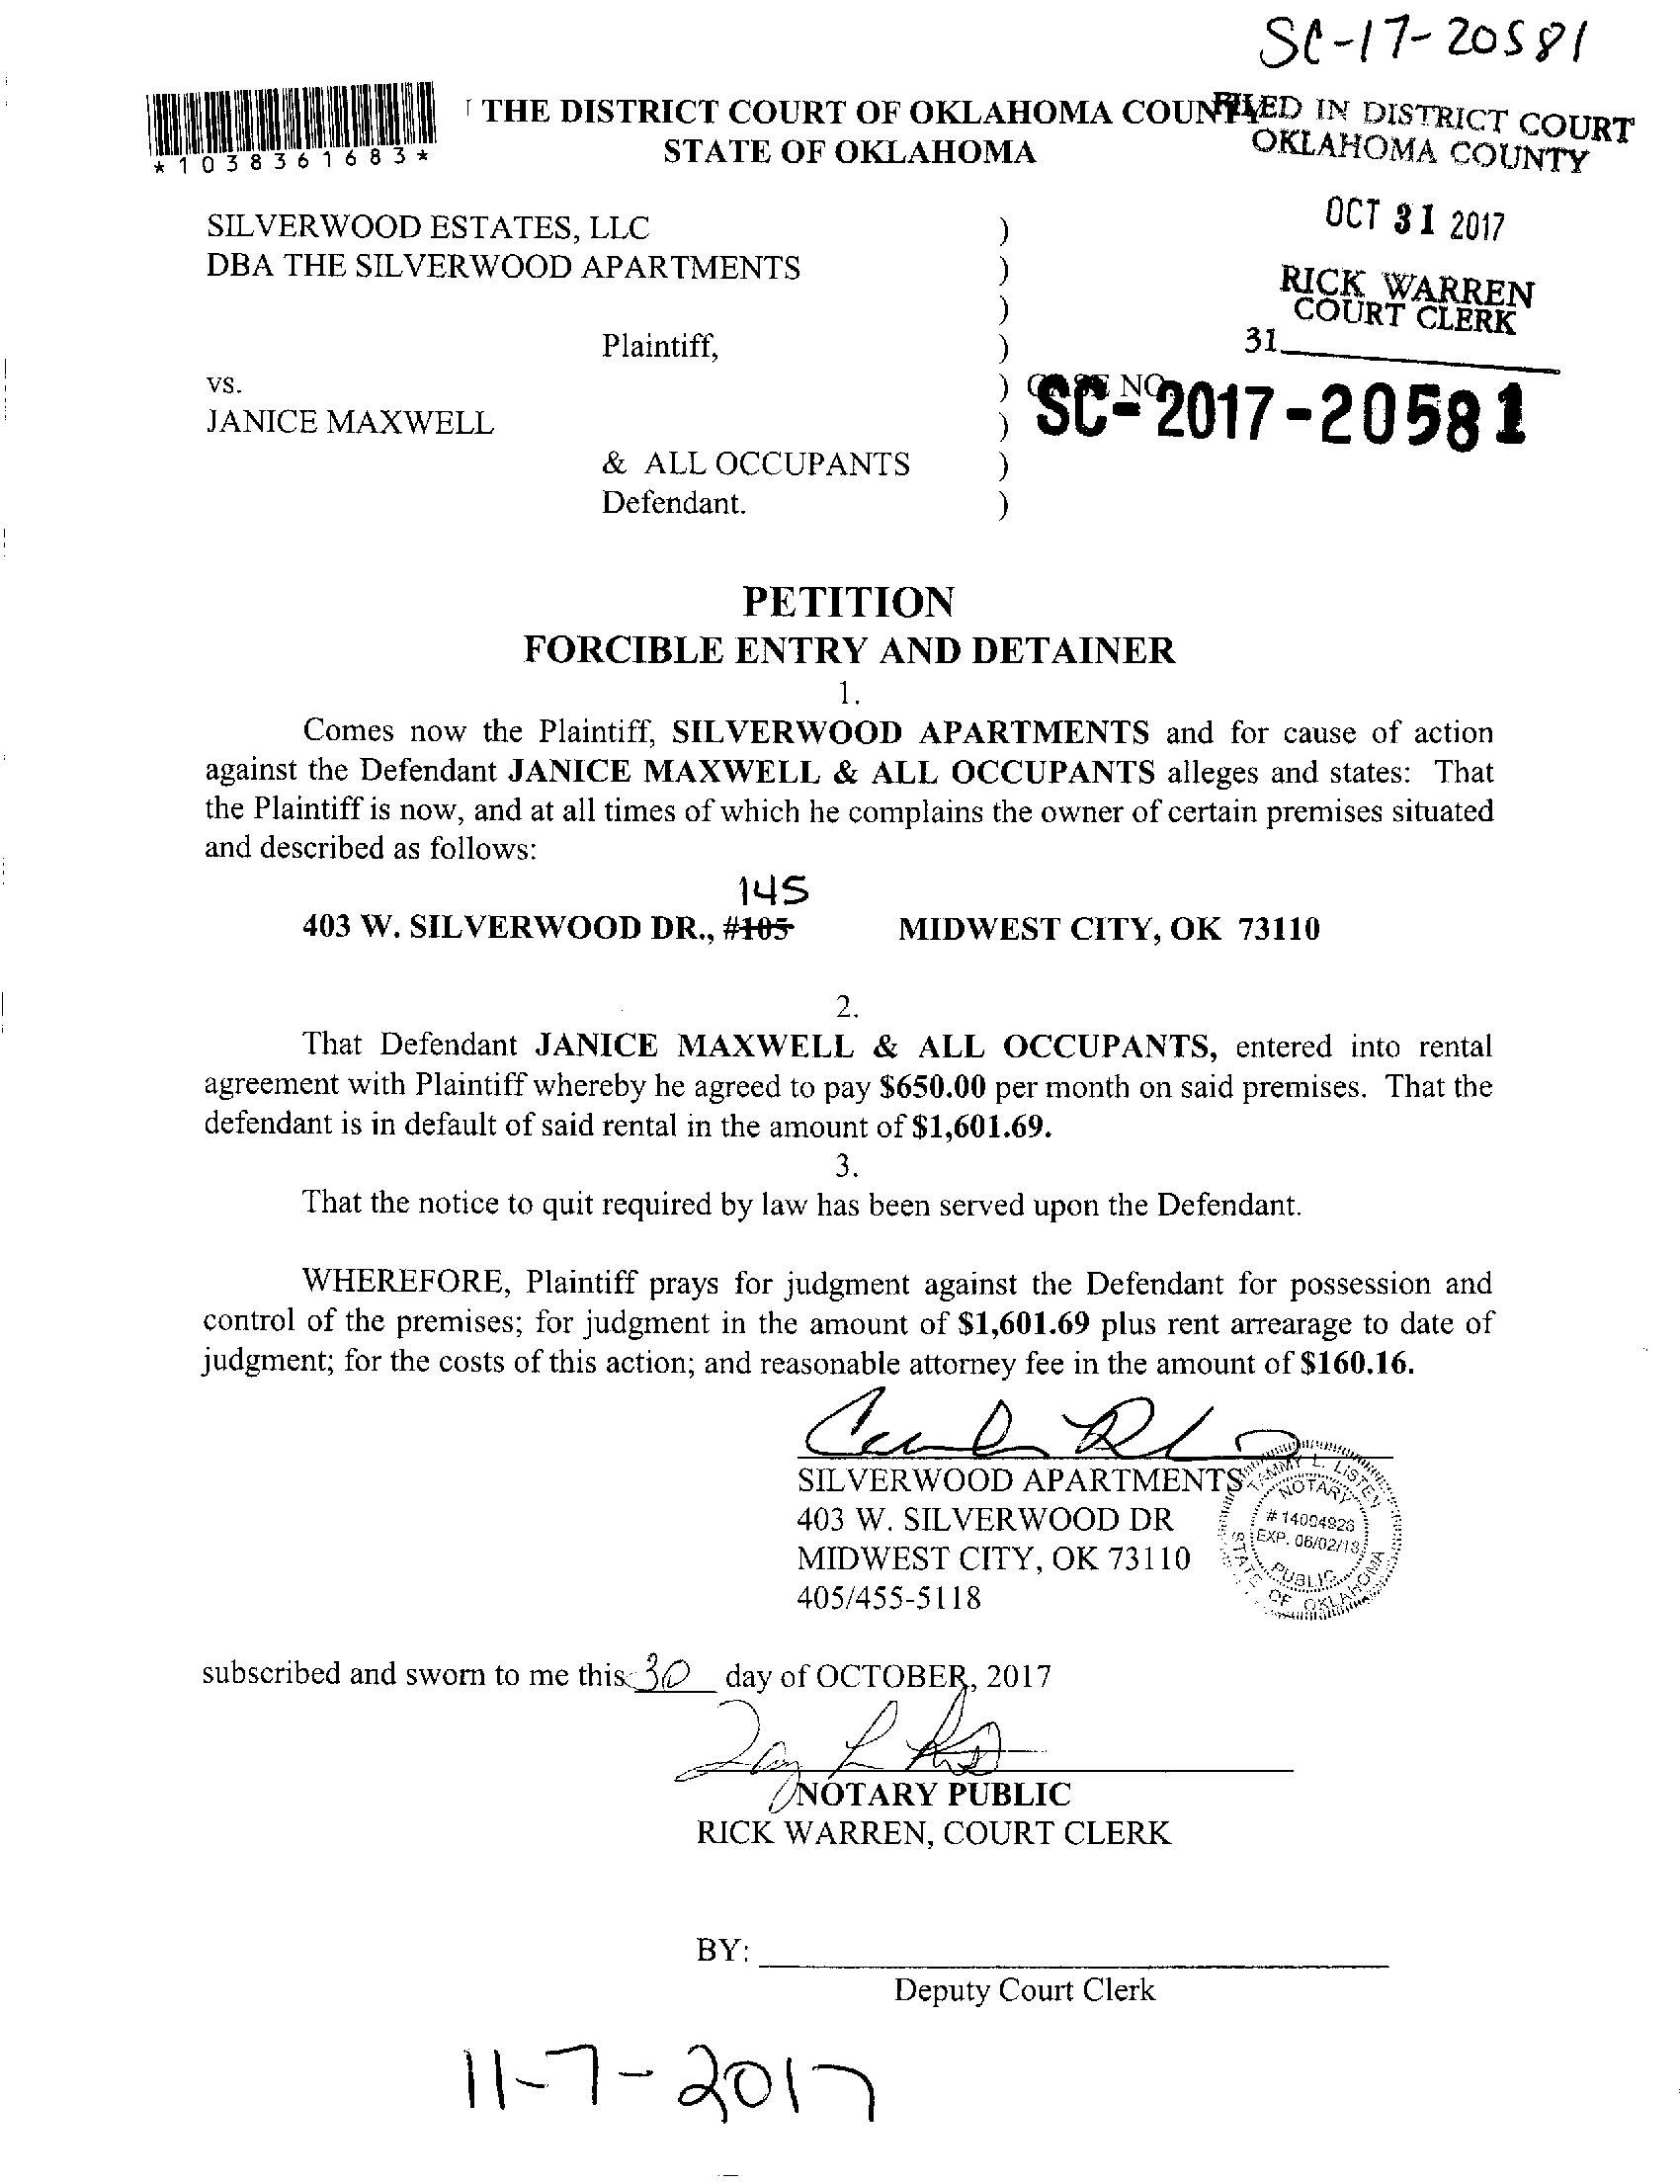 SC-17-20581
*1038361683*
THE DISTRICT COURT OF OKLAHOMA COUN
STATE OF OKLAHOMA
FILED IN DISTRICT COURT
OKLAHOMA COUNTY
OCT 31 2017
RICK WARREN
COURT CLERK
31
SILVERWOOD ESTATES, LLC )
DBA THE SILVERWOOD APARTMENTS )
)
Plaintiff, )
vs. ) CASE NO.
SC-2017-20581
JANICE MAXWELL )
& ALL OCCUPANTS )
Defendant. )
PETITION
FORCIBLE ENTRY AND DETAINER
1.
Comes now the Plaintiff, SILVERWOOD APARTMENTS and for cause of action
against the Defendant JANICE MAXWELL & ALL OCCUPANTS alleges and states: That
the Plaintiff is now, and at all times of which he complains the owner of certain premises situated
and described as follows:
145
403 W. SILVERWOOD DR., #105 MIDWEST CITY, OK 73110
2.
That Defendant JANICE MAXWELL & ALL OCCUPANTS, entered into rental
agreement with Plaintiff whereby he agreed to pay $650.00 per month on said premises. That the
defendant is in default of said rental in the amount of $1,601.69.
3.
That the notice to quit required by law has been served upon the Defendant.
WHEREFORE, Plaintiff prays for judgment against the Defendant for possession and
control of the premises; for judgment in the amount of $1,601.69 plus rent arrearage to date of
judgment; for the costs of this action; and reasonable attorney fee in the amount of $160.16.
SILVERWOOD APARTMENTS
403 W. SILVERWOOD DR
MIDWEST CITY, OK 73110
405/455-5118
TAMMY L. LISTEN
NOTARY
# 14004926
EXP. 06/02/18
PUBLIC
STATE OF OKLAHOMA
subscribed and sworn to me this 30 day of OCTOBER, 2017
NOTARY PUBLIC
RICK WARREN, COURT CLERK
BY:
Deputy Court Clerk
11-7-2017